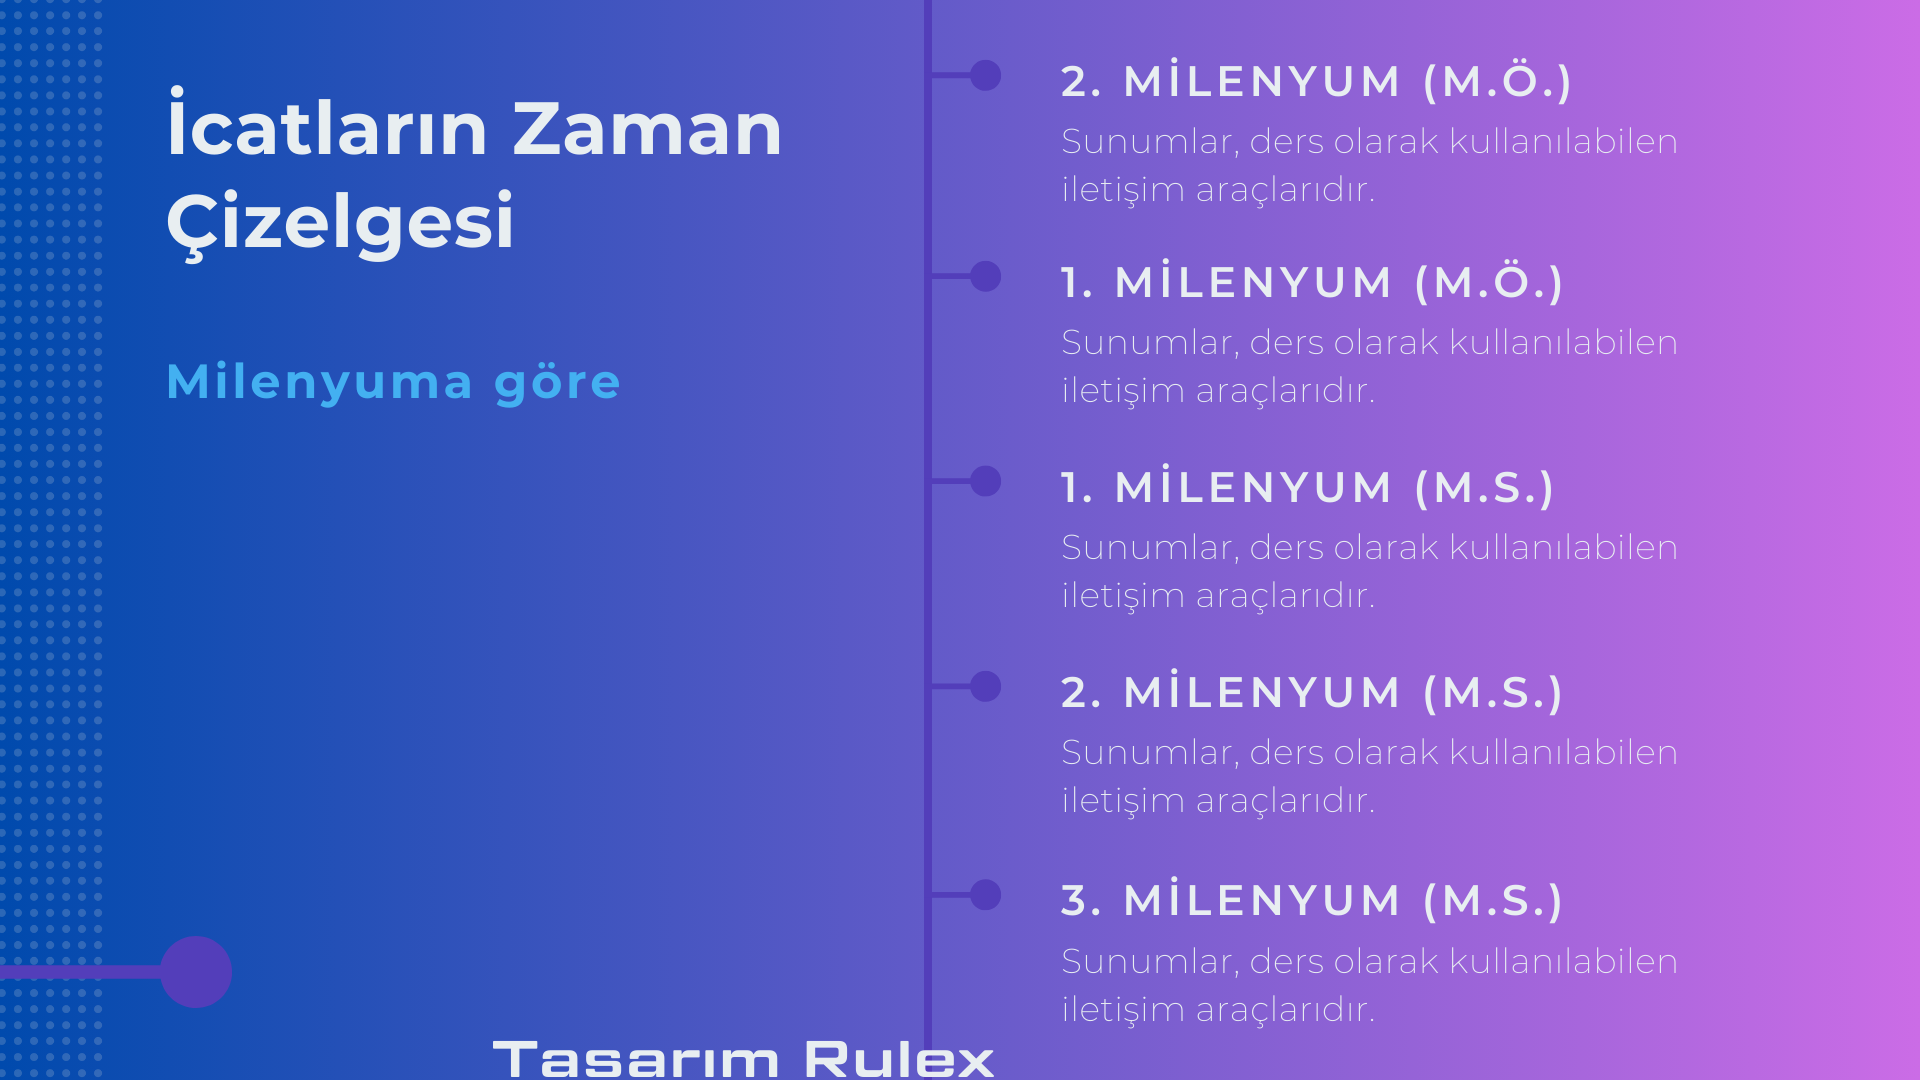 İcatların Zaman
Çizelgesi
Milenyuma göre
2. MİLENYUM (M.Ö.)
Sunumlar, ders olarak kullanılabilen
iletişim araçlarıdır.
1. MİLENYUM (M.Ö.)
Sunumlar, ders olarak kullanılabilen
iletişim araçlarıdır.
1. MİLENYUM (M.S.)
Sunumlar, ders olarak kullanılabilen
iletişim araçlarıdır.
2. MİLENYUM (M.S.)
Sunumlar, ders olarak kullanılabilen
iletişim araçlarıdır.
3. MİLENYUM (M.S.)
Sunumlar, ders olarak kullanılabilen
iletişim araçlarıdır.
Tasarım Rulex